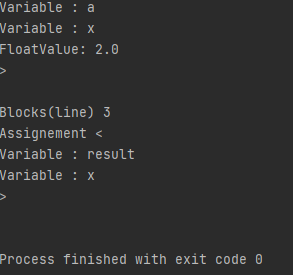 Variable : a
Variable : x
FloatValue: 2.0
>
Blocks(line) 3
Assignement <
Variable : result
Variable : x
>
Process finished with exit code 0